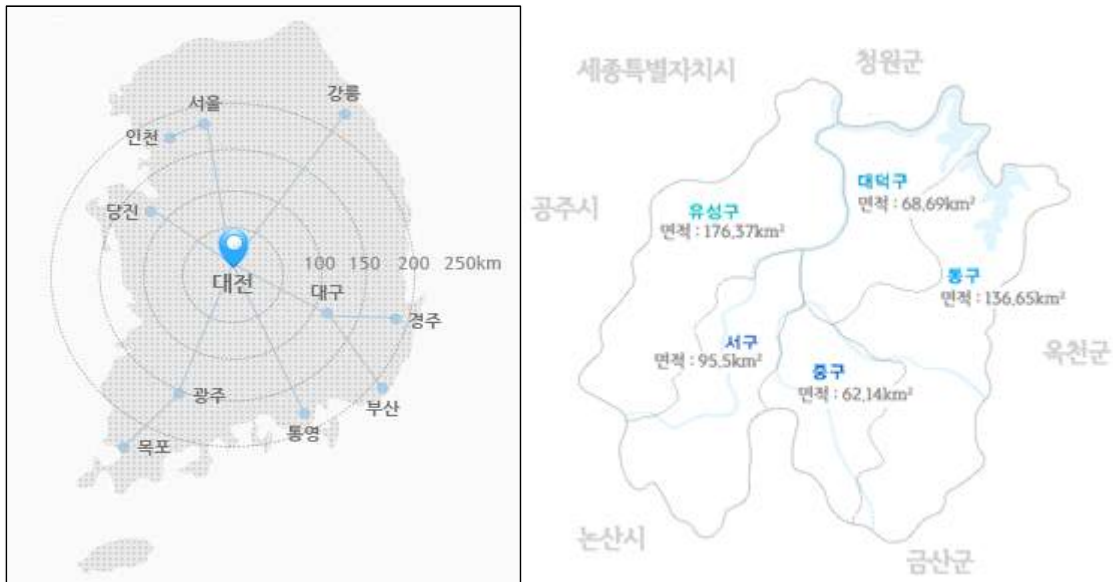 서울
강릉
인천
당진
대전
100 150 200 250km
대구
경주
광주
부산
통영
목포
세종특별자치시
청원군
공주시
대덕구
면적 : 68,69km²
유성구
면적 : 176,37km²
동구
면적 : 136,65km²
서구
면적 : 95,5km²
중구
면적 : 62,14km²
옥천군
논산시
금산군